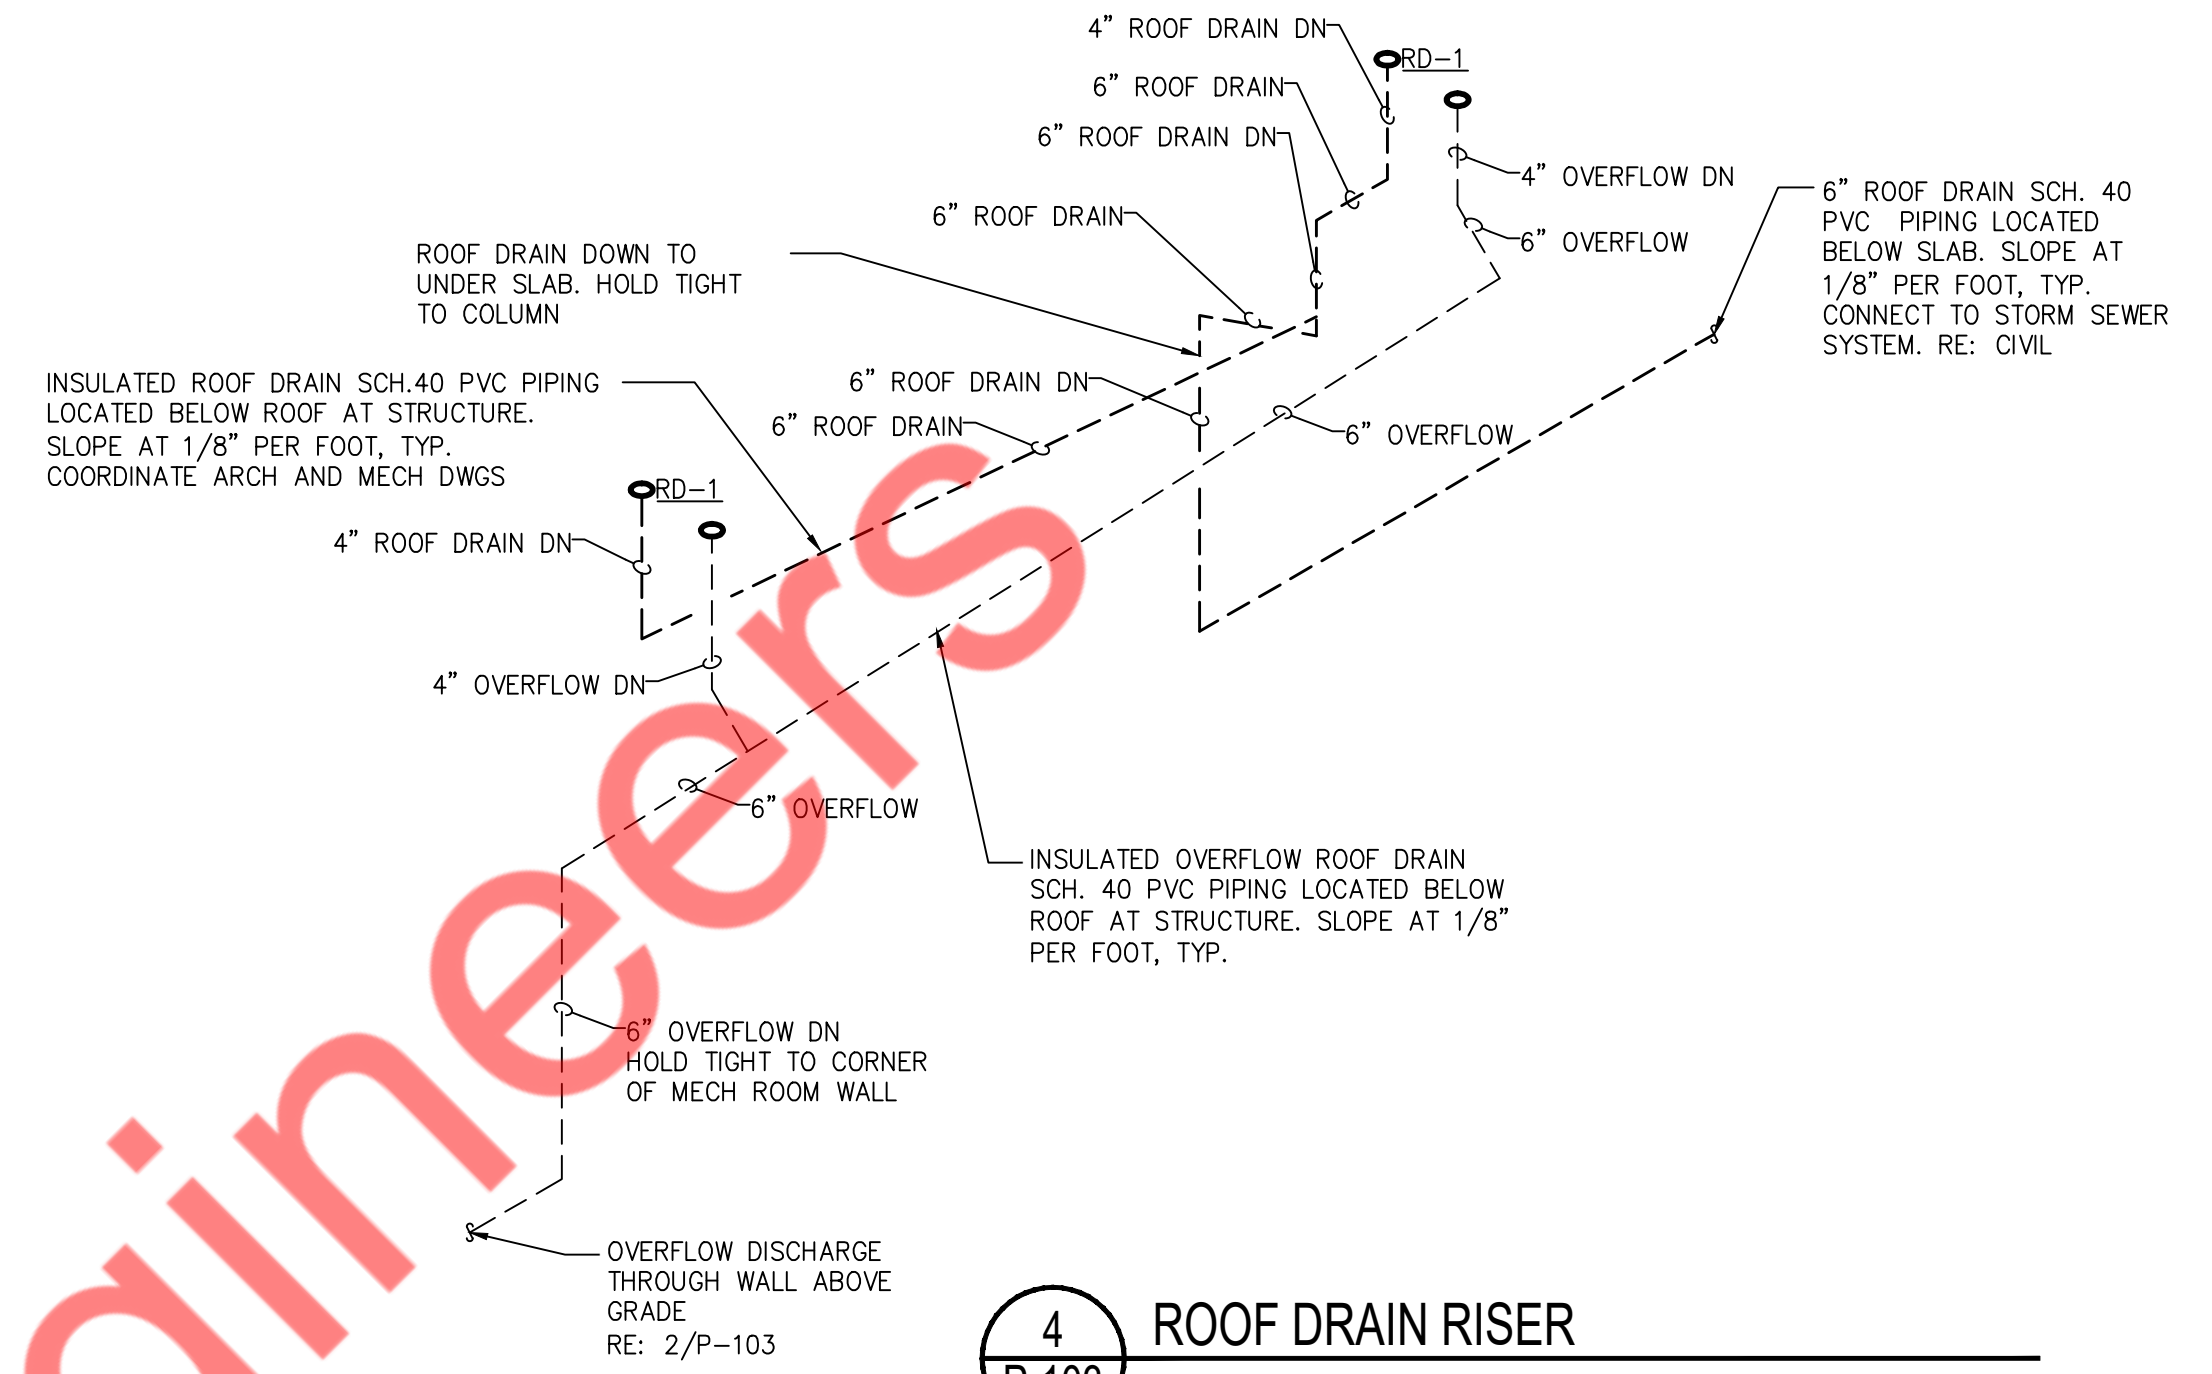 4” ROOF DRAIN DN
RD-1
6” ROOF DRAIN
6” ROOF DRAIN DN
4” OVERFLOW DN
6” ROOF DRAIN SCH. 40
PVC PIPING LOCATED
BELOW SLAB. SLOPE AT
1/8” PER FOOT, TYP.
CONNECT TO STORM SEWER
SYSTEM. RE: CIVIL
6” ROOF DRAIN
6” OVERFLOW
ROOF DRAIN DOWN TO
UNDER SLAB. HOLD TIGHT
TO COLUMN
INSULATED ROOF DRAIN SCH.40 PVC PIPING
LOCATED BELOW ROOF AT STRUCTURE.
SLOPE AT 1/8” PER FOOT, TYP.
COORDINATE ARCH AND MECH DWGS
6” ROOF DRAIN DN
6” ROOF DRAIN
6” OVERFLOW
RD-1
4” ROOF DRAIN DN
4” OVERFLOW DN
6” OVERFLOW
INSULATED OVERFLOW ROOF DRAIN
SCH. 40 PVC PIPING LOCATED BELOW
ROOF AT STRUCTURE. SLOPE AT 1/8”
PER FOOT, TYP.
6” OVERFLOW DN
HOLD TIGHT TO CORNER
OF MECH ROOM WALL
OVERFLOW DISCHARGE
THROUGH WALL ABOVE
GRADE
RE: 2/P-103
4
ROOF DRAIN RISER
gineers